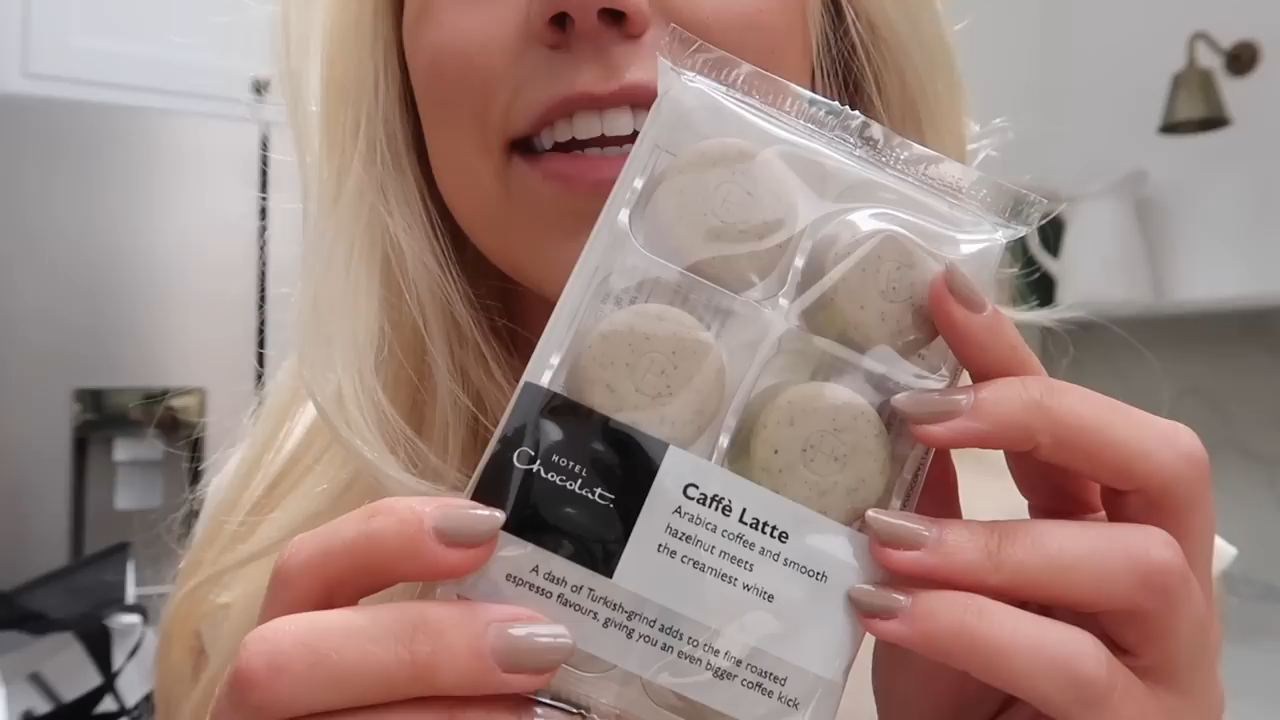 HOTEL
Chocolat.
Caffè Latte
Arabica coffee and smooth
hazelnut meets
the creamiest white
A dash of Turkish-grind adds to the fine roasted
espresso flavours, giving you an even bigger coffee kick